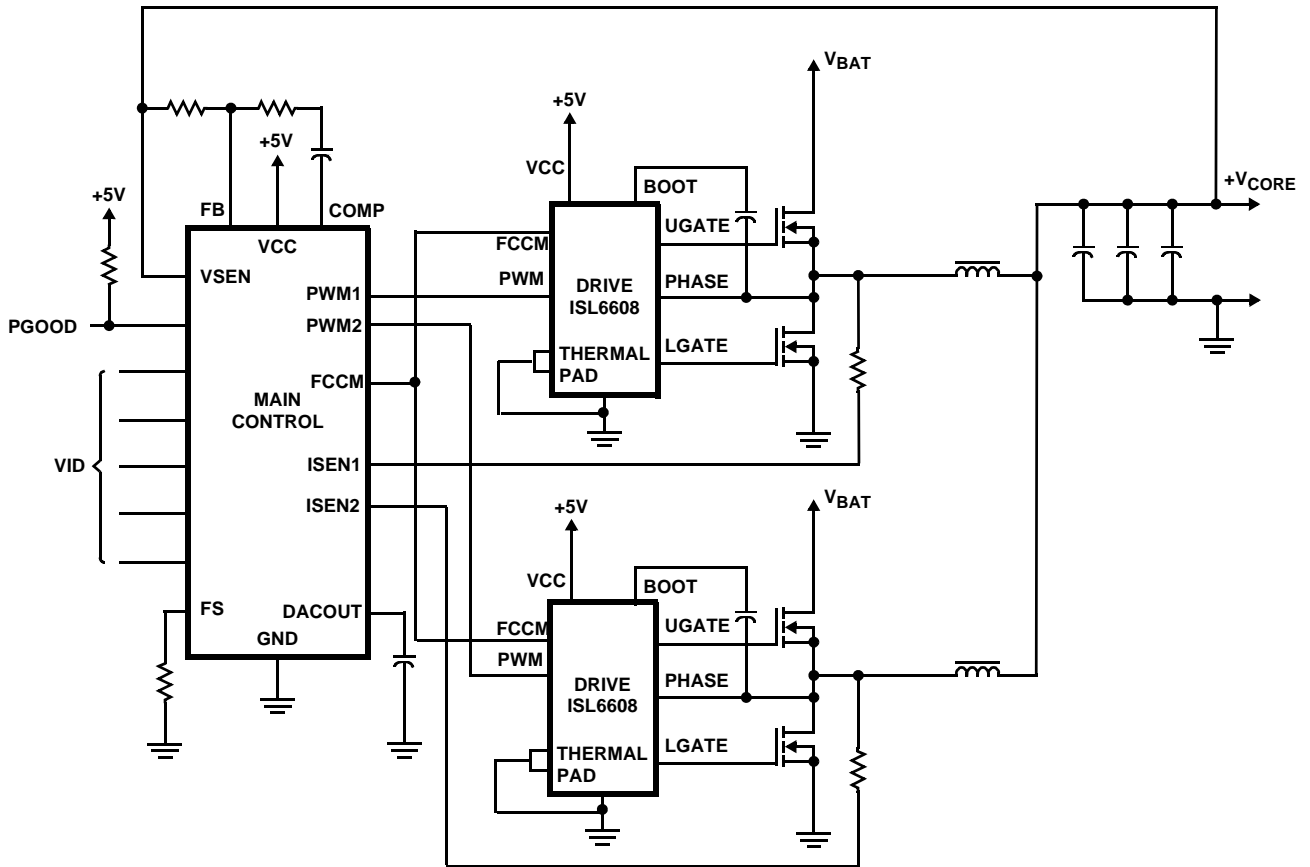 V_BAT
+5V
+5V
VCC
BOOT
+5V
+V_CORE
FB
COMP
VCC
UGATE
FCCM
VSEN
DRIVE
ISL6608
PWM
PHASE
PWM1
PGOOD
PWM2
THERMAL
PAD
LGATE
FCCM
MAIN
CONTROL
VID
ISEN1
ISEN2
V_BAT
+5V
VCC
BOOT
FS
DACOUT
FCCM
UGATE
GND
PWM
DRIVE
ISL6608
PHASE
THERMAL
PAD
LGATE